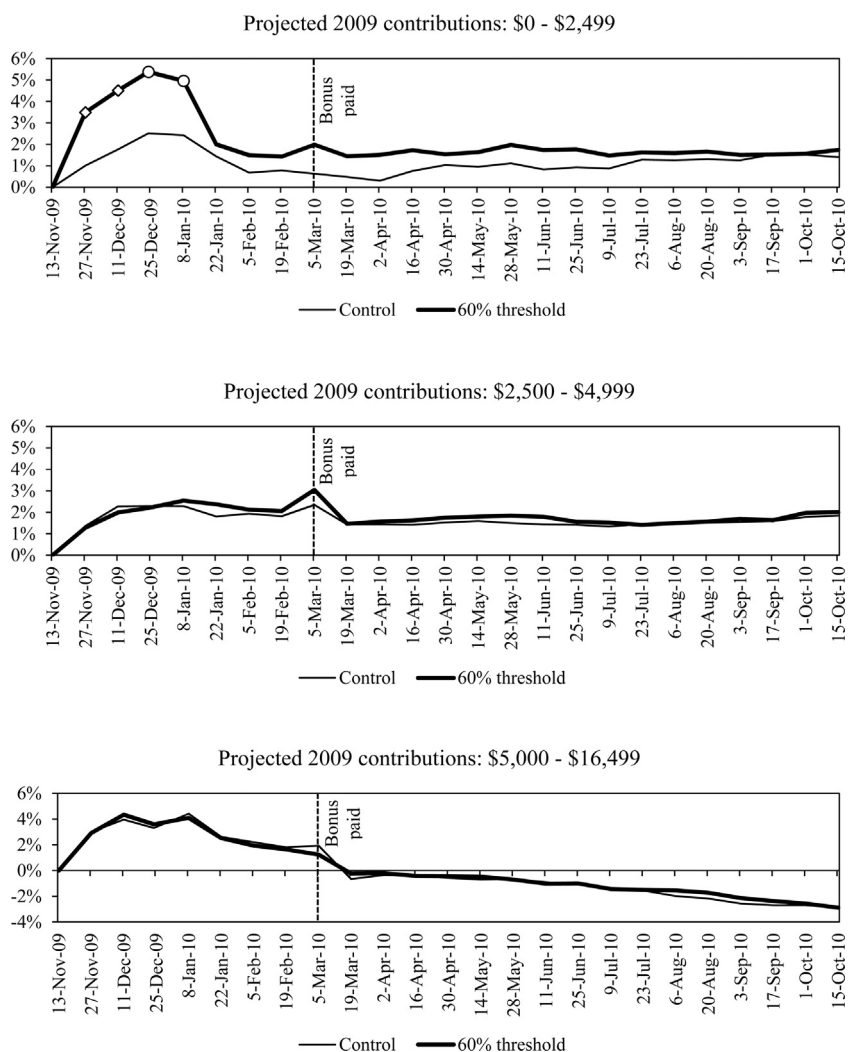 Projected 2009 contributions: $0 - $2,499
6%
5%
4%
3%
2%
1%
0%
Bonus
paid
13-Nov-09
27-Nov-09
11-Dec-09
25-Dec-09
8-Jan-10
22-Jan-10
5-Feb-10
19-Feb-10
5-Mar-10
19-Mar-10
2-Apr-10
16-Apr-10
30-Apr-10
14-May-10
28-May-10
11-Jun-10
25-Jun-10
9-Jul-10
23-Jul-10
6-Aug-10
20-Aug-10
3-Sep-10
17-Sep-10
1-Oct-10
15-Oct-10
Control 60% threshold
Projected 2009 contributions: $2,500 - $4,999
6%
5%
4%
3%
2%
1%
0%
Bonus
paid
13-Nov-09
27-Nov-09
11-Dec-09
25-Dec-09
8-Jan-10
22-Jan-10
5-Feb-10
19-Feb-10
5-Mar-10
19-Mar-10
2-Apr-10
16-Apr-10
30-Apr-10
14-May-10
28-May-10
11-Jun-10
25-Jun-10
9-Jul-10
23-Jul-10
6-Aug-10
20-Aug-10
3-Sep-10
17-Sep-10
1-Oct-10
15-Oct-10
Control 60% threshold
Projected 2009 contributions: $5,000 - $16,499
6%
4%
2%
0%
-2%
-4%
Bonus
paid
13-Nov-09
27-Nov-09
11-Dec-09
25-Dec-09
8-Jan-10
22-Jan-10
5-Feb-10
19-Feb-10
5-Mar-10
19-Mar-10
2-Apr-10
16-Apr-10
30-Apr-10
14-May-10
28-May-10
11-Jun-10
25-Jun-10
9-Jul-10
23-Jul-10
6-Aug-10
20-Aug-10
3-Sep-10
17-Sep-10
1-Oct-10
15-Oct-10
Control 60% threshold